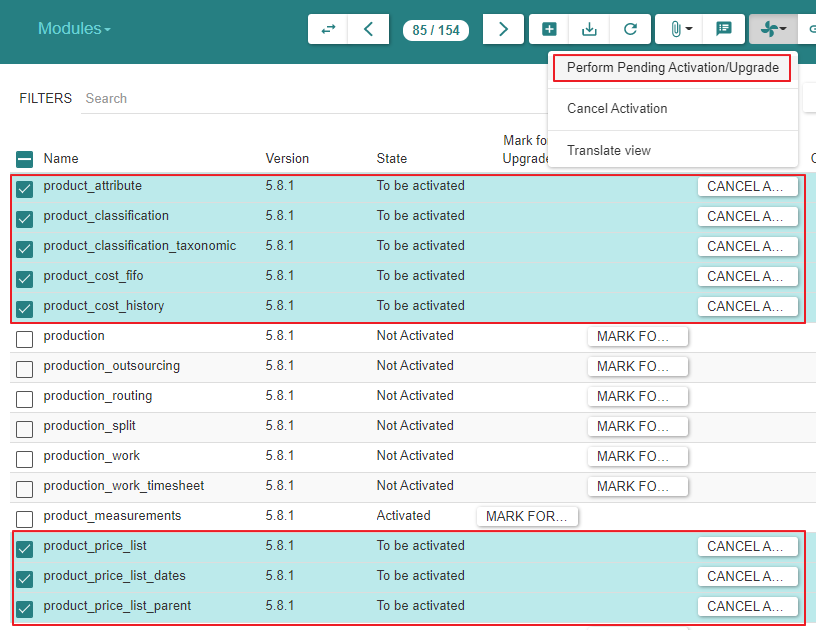 Modules
85 / 154
Perform Pending Activation/Upgrade
FILTERS Search
Cancel Activation
Translate view
Mark fo
Name Version State Upgrade
product_attribute 5.8.1 To be activated CANCEL A...
product_classification 5.8.1 To be activated CANCEL A...
product_classification_taxonomic 5.8.1 To be activated CANCEL A...
product_cost_fifo 5.8.1 To be activated CANCEL A...
product_cost_history 5.8.1 To be activated CANCEL A...
production 5.8.1 Not Activated MARK FO...
production_outsourcing 5.8.1 Not Activated MARK FO...
production_routing 5.8.1 Not Activated MARK FO...
production_split 5.8.1 Not Activated MARK FO...
production_work 5.8.1 Not Activated MARK FO...
production_work_timesheet 5.8.1 Not Activated MARK FO...
product_measurements 5.8.1 Activated MARK FOR...
product_price_list 5.8.1 To be activated CANCEL A...
product_price_list_dates 5.8.1 To be activated CANCEL A...
product_price_list_parent 5.8.1 To be activated CANCEL A...